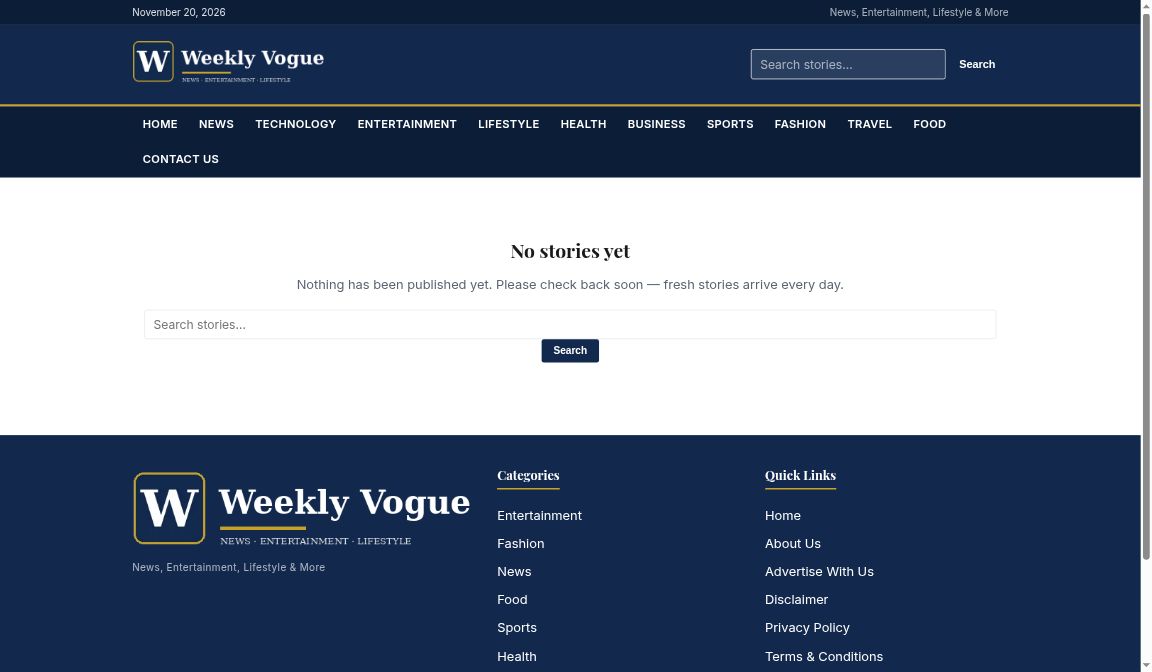 November 20, 2026
News, Entertainment, Lifestyle & More
W
Weekly Vogue
NEWS · ENTERTAINMENT · LIFESTYLE
Search stories...
Search
HOME NEWS TECHNOLOGY ENTERTAINMENT LIFESTYLE HEALTH BUSINESS SPORTS FASHION TRAVEL FOOD
CONTACT US
No stories yet
Nothing has been published yet. Please check back soon — fresh stories arrive every day.
Search stories...
Search
W
Weekly Vogue
NEWS · ENTERTAINMENT · LIFESTYLE
News, Entertainment, Lifestyle & More
Categories
Entertainment
Fashion
News
Food
Sports
Health
Quick Links
Home
About Us
Advertise With Us
Disclaimer
Privacy Policy
Terms & Conditions